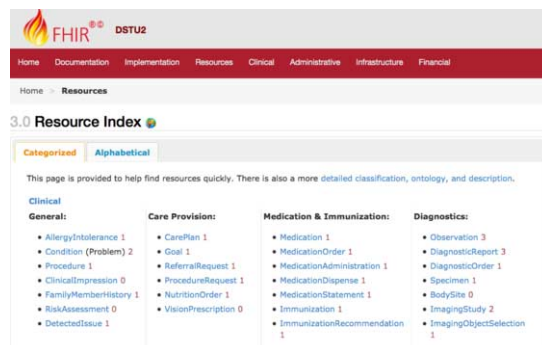 FHIR®© DSTU2
Home Documentation Implementation Resources Clinical Administrative Infrastructure Financial
Home > Resources
3.0 Resource Index
Categorized Alphabetical
This page is provided to help find resources quickly. There is also a more detailed classification, ontology, and description.
Clinical
General: Care Provision: Medication & Immunization: Diagnostics:
• AllergyIntolerance 1 • CarePlan 1 • Medication 1 • Observation 3
• Condition (Problem) 2 • Goal 1 • MedicationOrder 1 • DiagnosticReport 3
• Procedure 1 • ReferralRequest 1 • MedicationAdministration 1 • DiagnosticOrder 1
• ClinicalImpression 0 • ProcedureRequest 1 • MedicationDispense 1 • Specimen 1
• FamilyMemberHistory 1 • NutritionOrder 1 • MedicationStatement 1 • BodySite 0
• RiskAssessment 0 • VisionPrescription 0 • Immunization 1 • ImagingStudy 2
• DetectedIssue 1 • ImmunizationRecommendation • ImagingObjectSelection
1 1